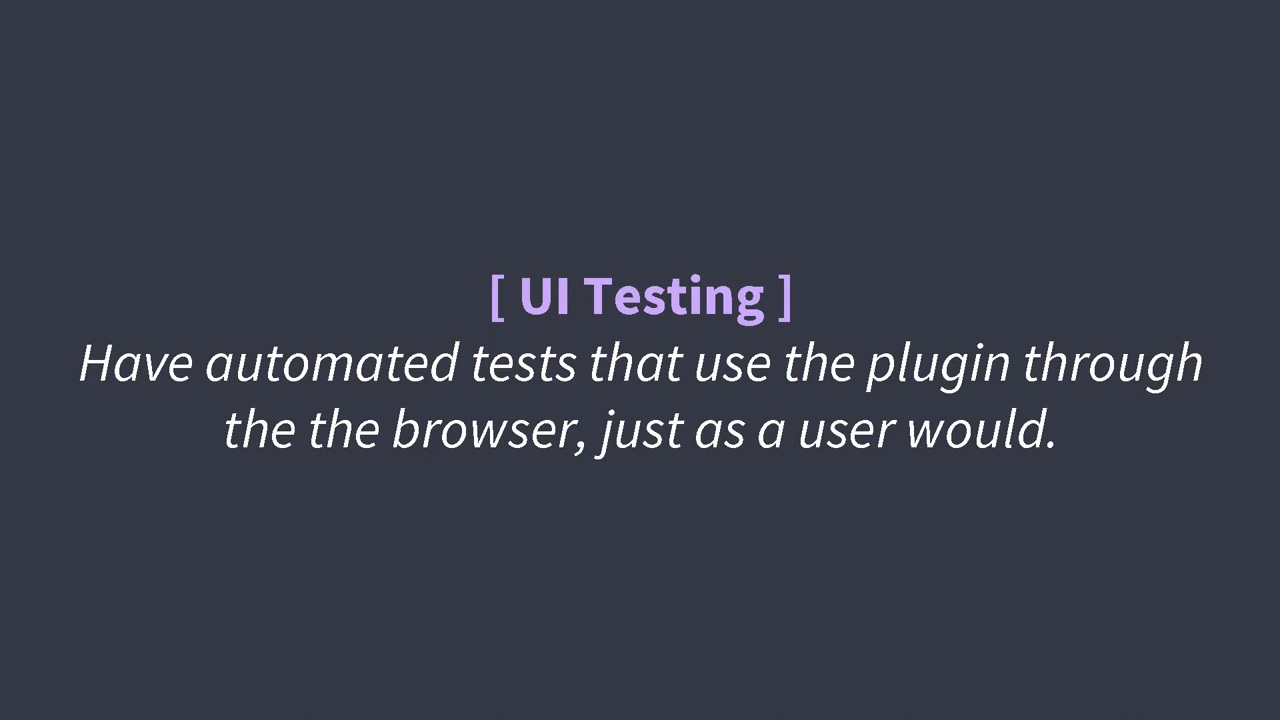 [ UI Testing ]
Have automated tests that use the plugin through
the the browser, just as a user would.